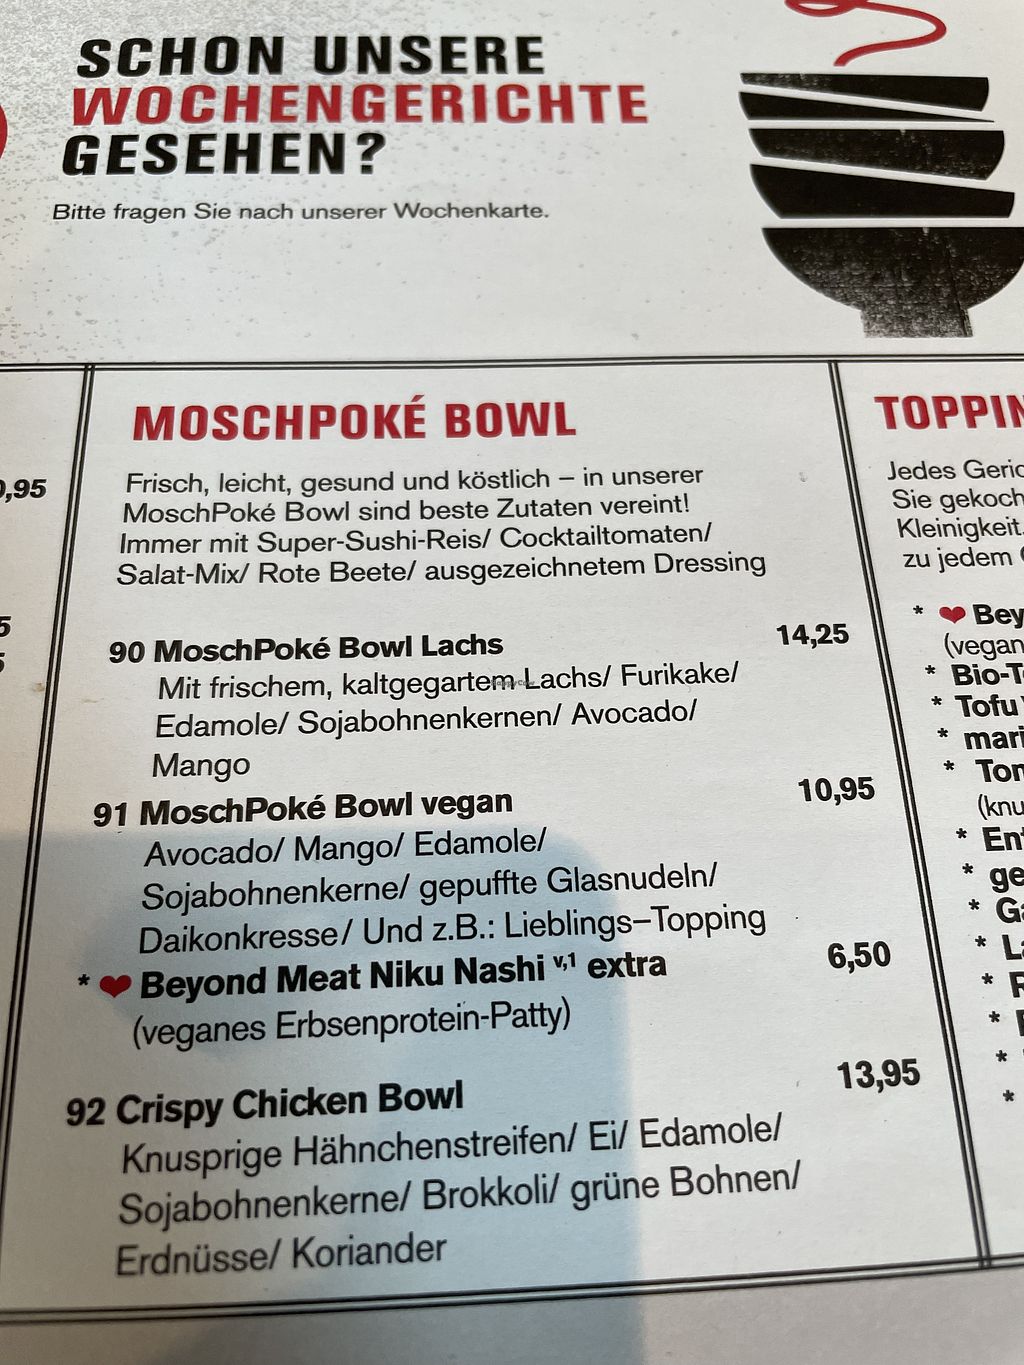 SCHON UNSERE
WOCHENGERICHTE
GESEHEN?
Bitte fragen Sie nach unserer Wochenkarte.
MOSCHPOKÉ BOWL
Frisch, leicht, gesund und köstlich – in unserer
MoschPoké Bowl sind beste Zutaten vereint!
Immer mit Super-Sushi-Reis/ Cocktailtomaten/
Salat-Mix/ Rote Beete/ ausgezeichnetem Dressing
90 MoschPoké Bowl Lachs 14,25
Mit frischem, kaltgegartem Lachs/ Furikake/
Edamole/ Sojabohnenkernen/ Avocado/
Mango
91 MoschPoké Bowl vegan 10,95
Avocado/ Mango/ Edamole/
Sojabohnenkerne/ gepuffte Glasnudeln/
Daikonkresse/ Und z.B.: Lieblings–Topping
* ❤ Beyond Meat Niku Nashi v,1 extra 6,50
(veganes Erbsenprotein-Patty)
92 Crispy Chicken Bowl 13,95
Knusprige Hähnchenstreifen/ Ei/ Edamole/
Sojabohnenkerne/ Brokkoli/ grüne Bohnen/
Erdnüsse/ Koriander
Jedes
Sie
Kleinigkeit.
zu jedem
* ❤
*
* Tofu
*
*
*
*
*
*
*
*
*
*